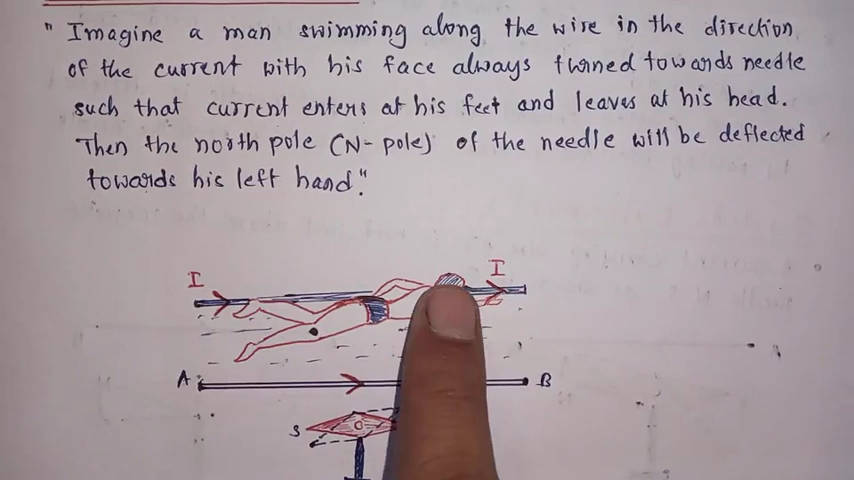 " Imagine a man swimming along the wire in the direction
of the current with his face always turned towards needle
such that current enters at his feet and leaves at his head.
Then the north pole (N-pole) of the needle will be deflected
towards his left hand."
I
I
A
B
S